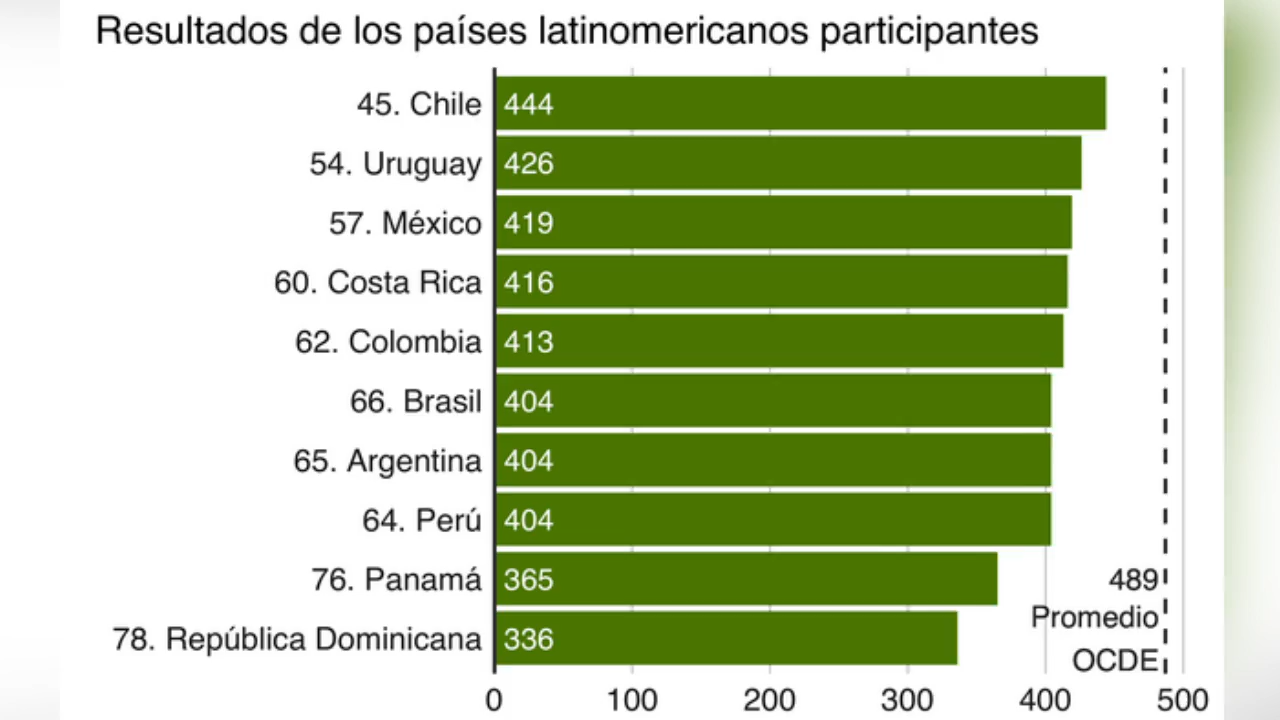 Resultados de los países latinomericanos participantes
45. Chile 444
54. Uruguay 426
57. México 419
60. Costa Rica 416
62. Colombia 413
66. Brasil 404
65. Argentina 404
64. Perú 404
76. Panamá 365
489
Promedio
78. República Dominicana 336
OCDE
0 100 200 300 400 500